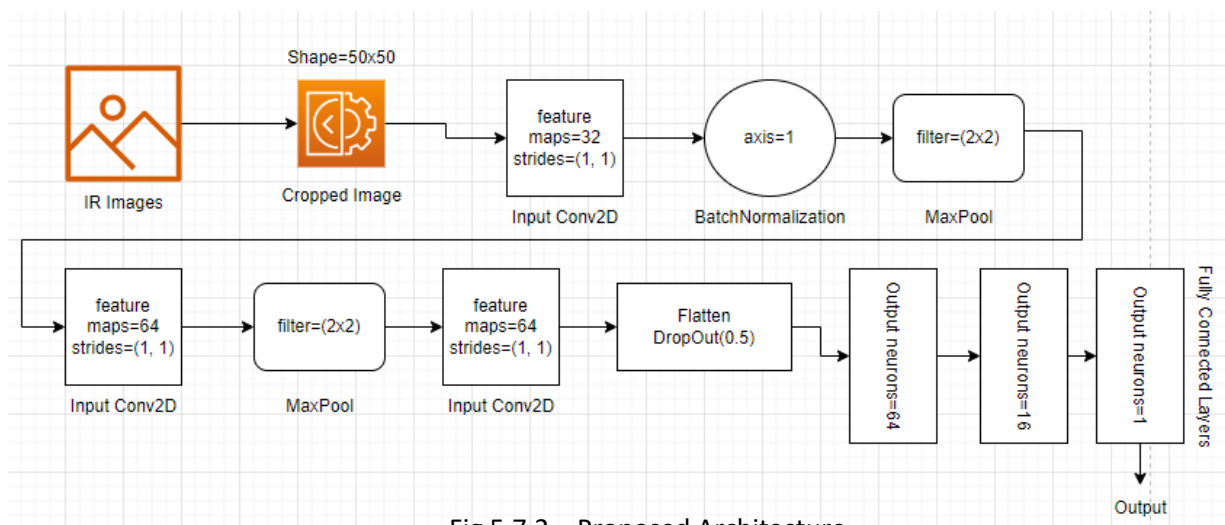 Shape=50x50
IR Images
Cropped Image
feature
maps=32
strides=(1, 1)
Input Conv2D
axis=1
BatchNormalization
filter=(2x2)
MaxPool
feature
maps=64
strides=(1, 1)
Input Conv2D
filter=(2x2)
MaxPool
feature
maps=64
strides=(1, 1)
Input Conv2D
Flatten
DropOut(0.5)
Output neurons=64
Output neurons=16
Output neurons=1
Fully Connected Layers
Output
Proposed Architecture